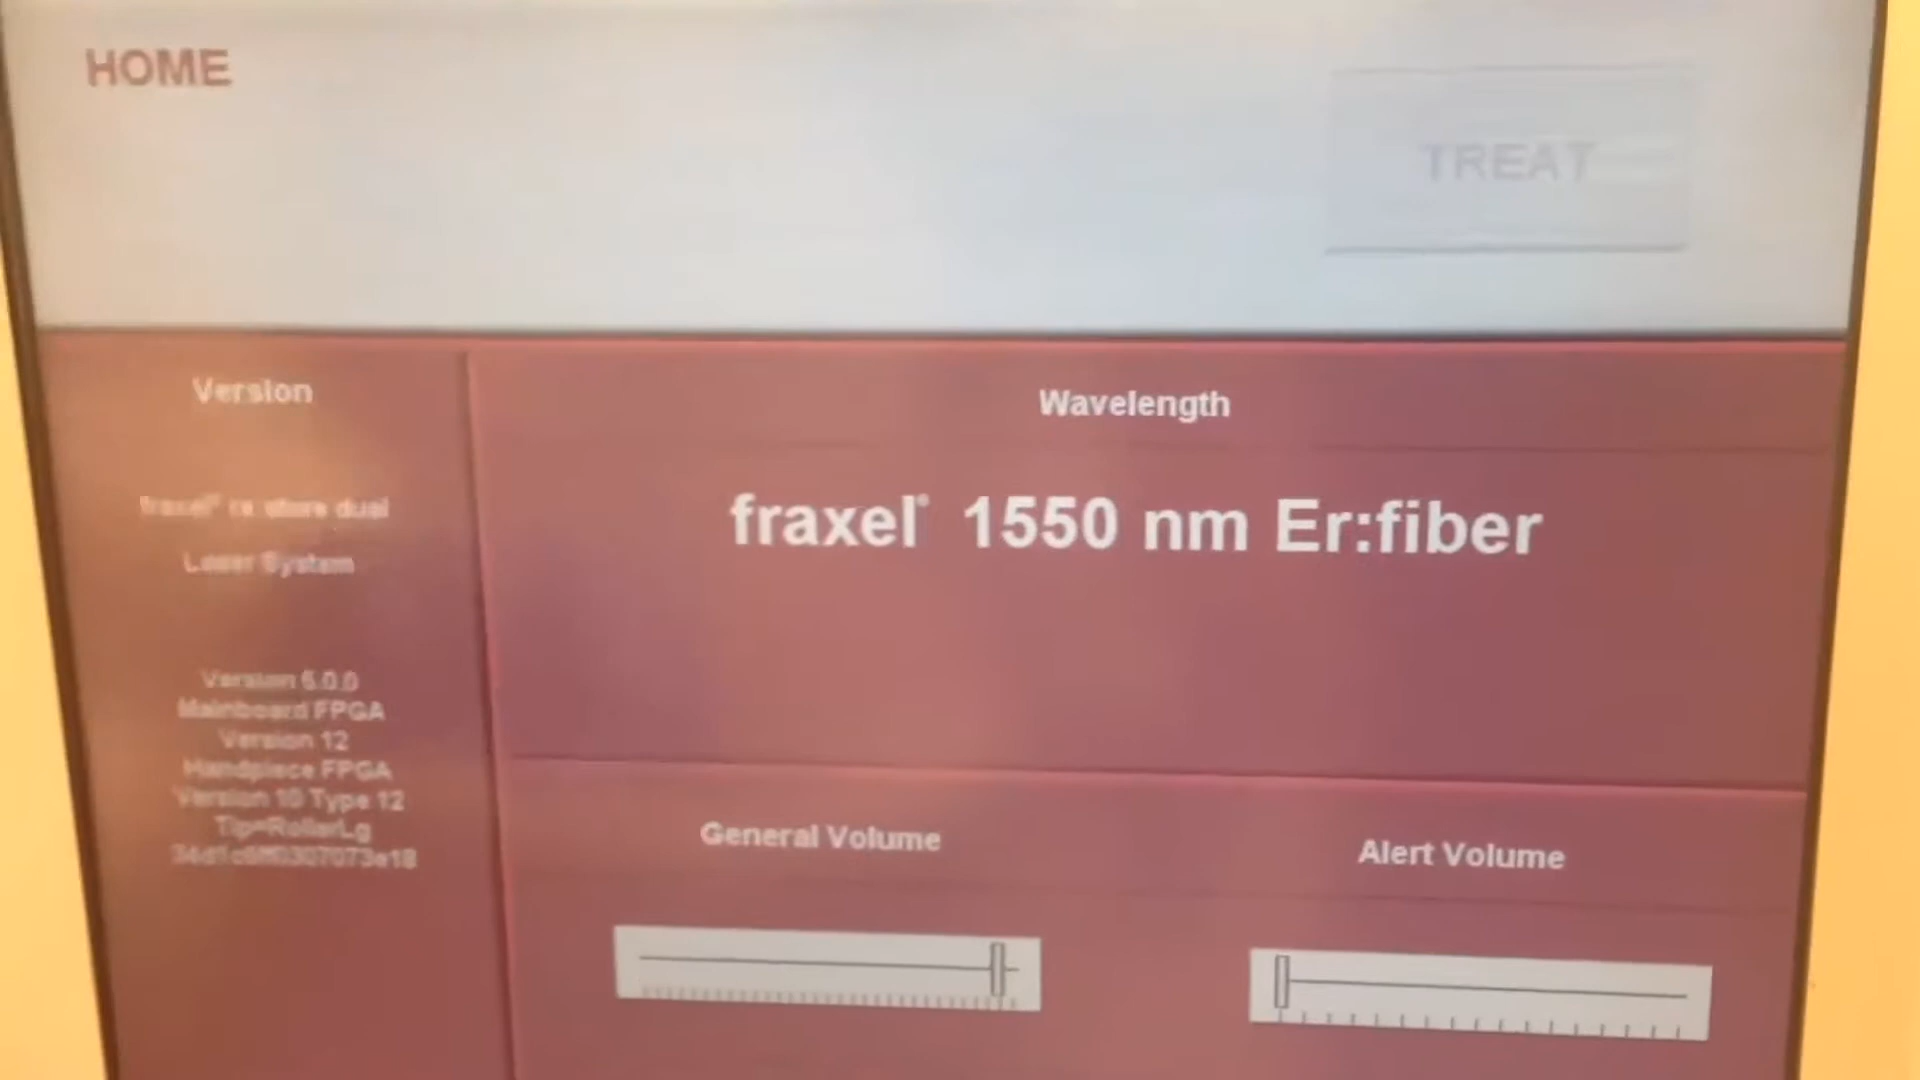 HOME
TREAT
Version
fraxel® re:store dual
Laser System
Version 5.0.0
Mainboard FPGA
Version 12
Handpiece FPGA
Version 10 Type 12
Tip=RollerLg
Wavelength
fraxel® 1550 nm Er:fiber
General Volume
Alert Volume